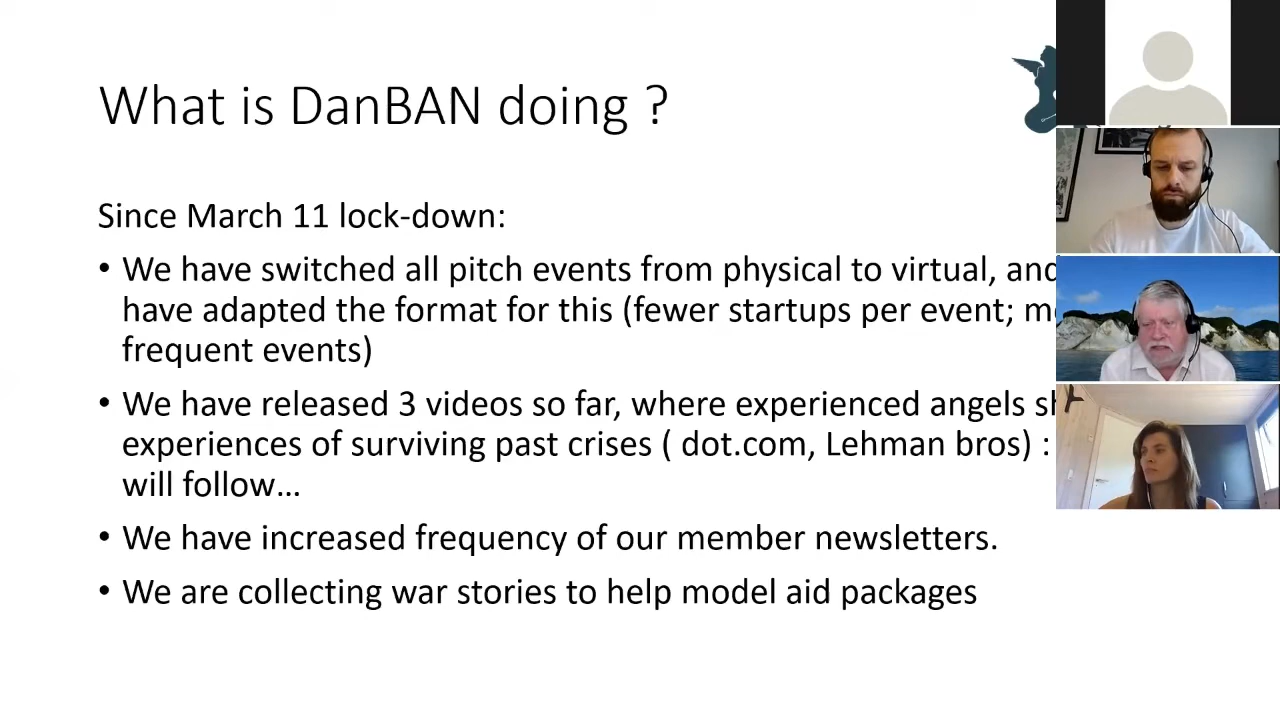 What is DanBAN doing ?
Since March 11 lock-down:
• We have switched all pitch events from physical to virtual, and
have adapted the format for this (fewer startups per event;
frequent events)
• We have released 3 videos so far, where experienced angels
experiences of surviving past crises ( dot.com, Lehman bros) :
will follow…
• We have increased frequency of our member newsletters.
• We are collecting war stories to help model aid packages